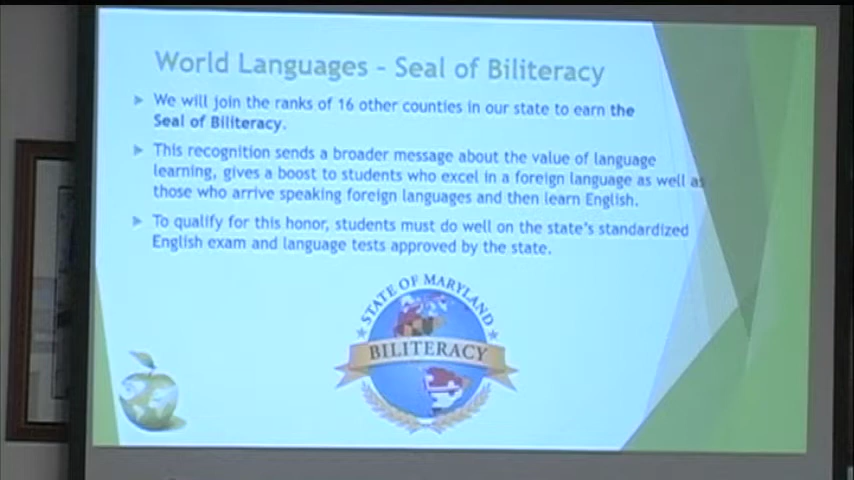 World Languages - Seal of Biliteracy
We will join the ranks of 16 other counties in our state to earn the
Seal of Biliteracy.
This recognition sends a broader message about the value of language
learning, gives a boost to students who excel in a foreign language as well as
those who arrive speaking foreign languages and then learn English.
To qualify for this honor, students must do well on the state's standardized
English exam and language tests approved by the state.
STATE OF MARYLAND
BILITERACY